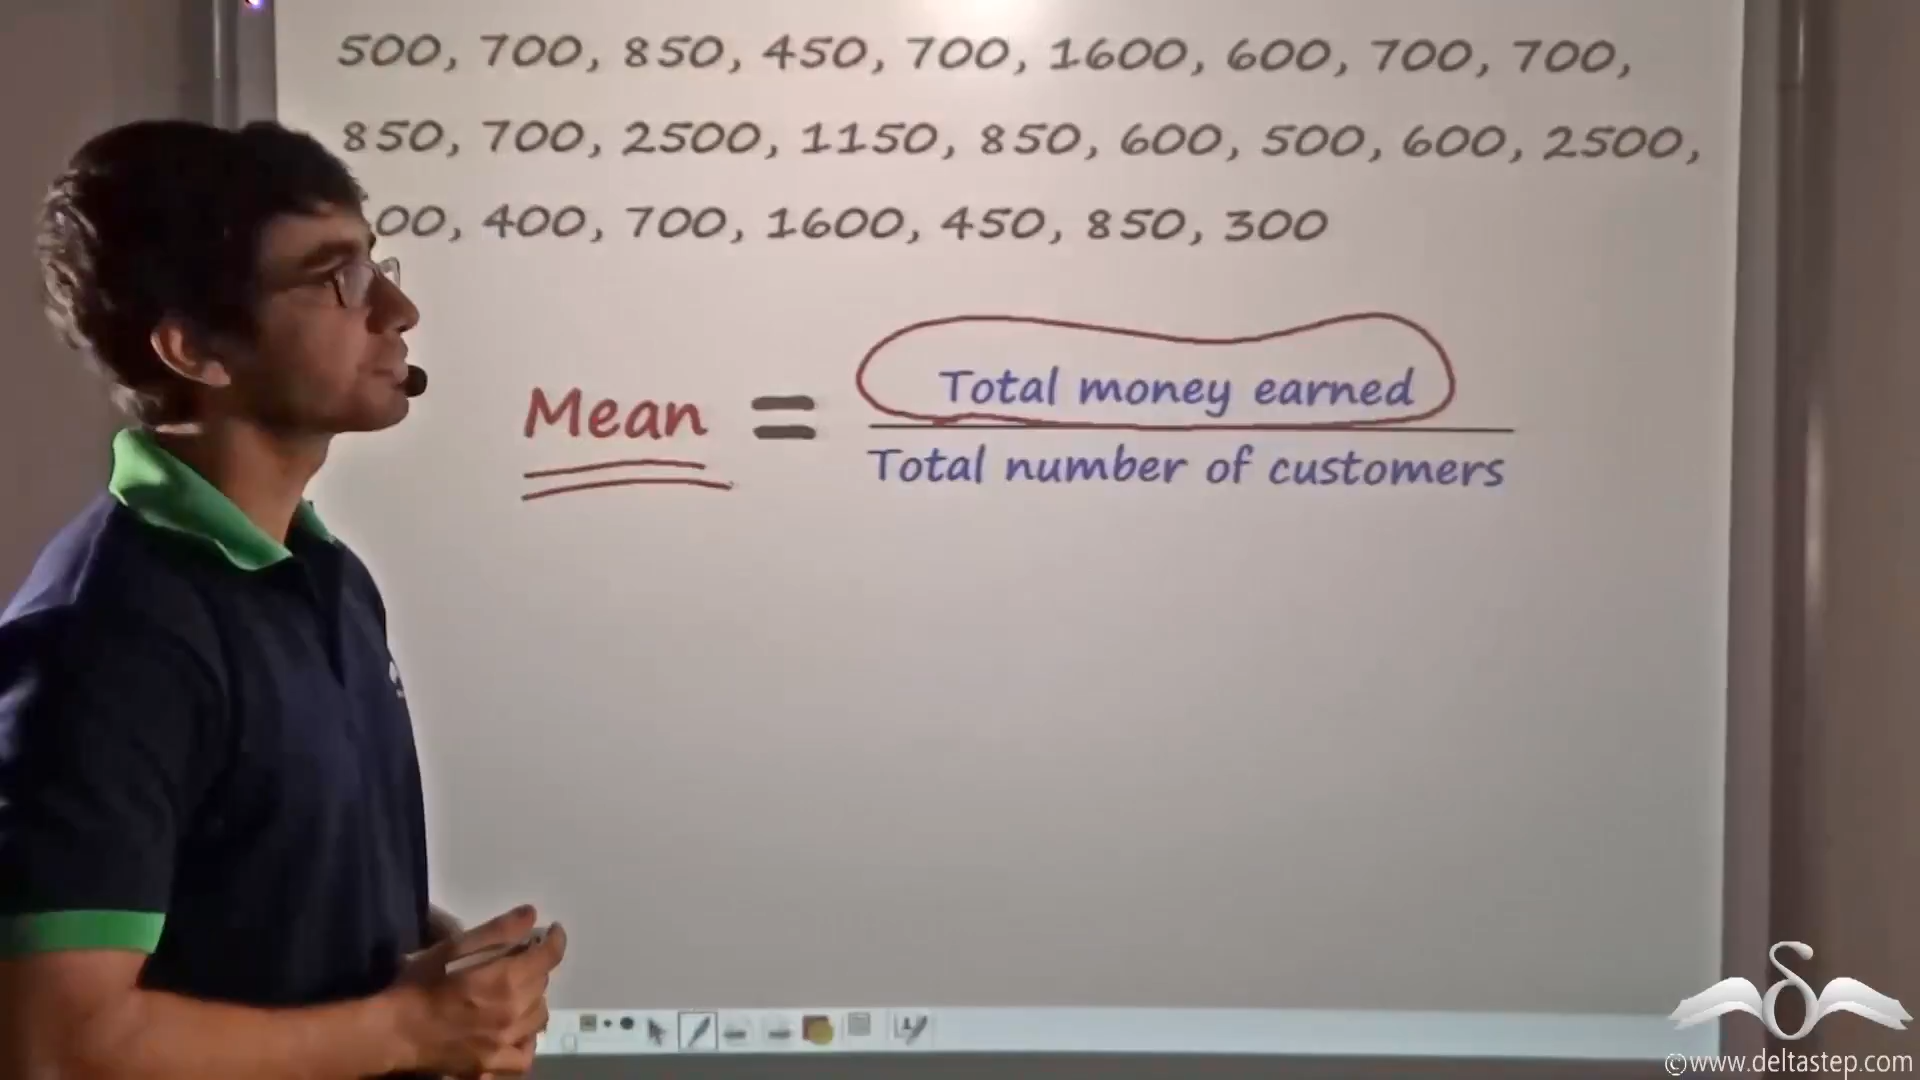 500, 700, 850, 450, 700, 1600, 600, 700, 700,
850, 700, 2500, 1150, 850, 600, 500, 600, 2500,
400, 700, 1600, 450, 850, 300
Mean = Total money earned
Total number of customers
©www.deltastep.com